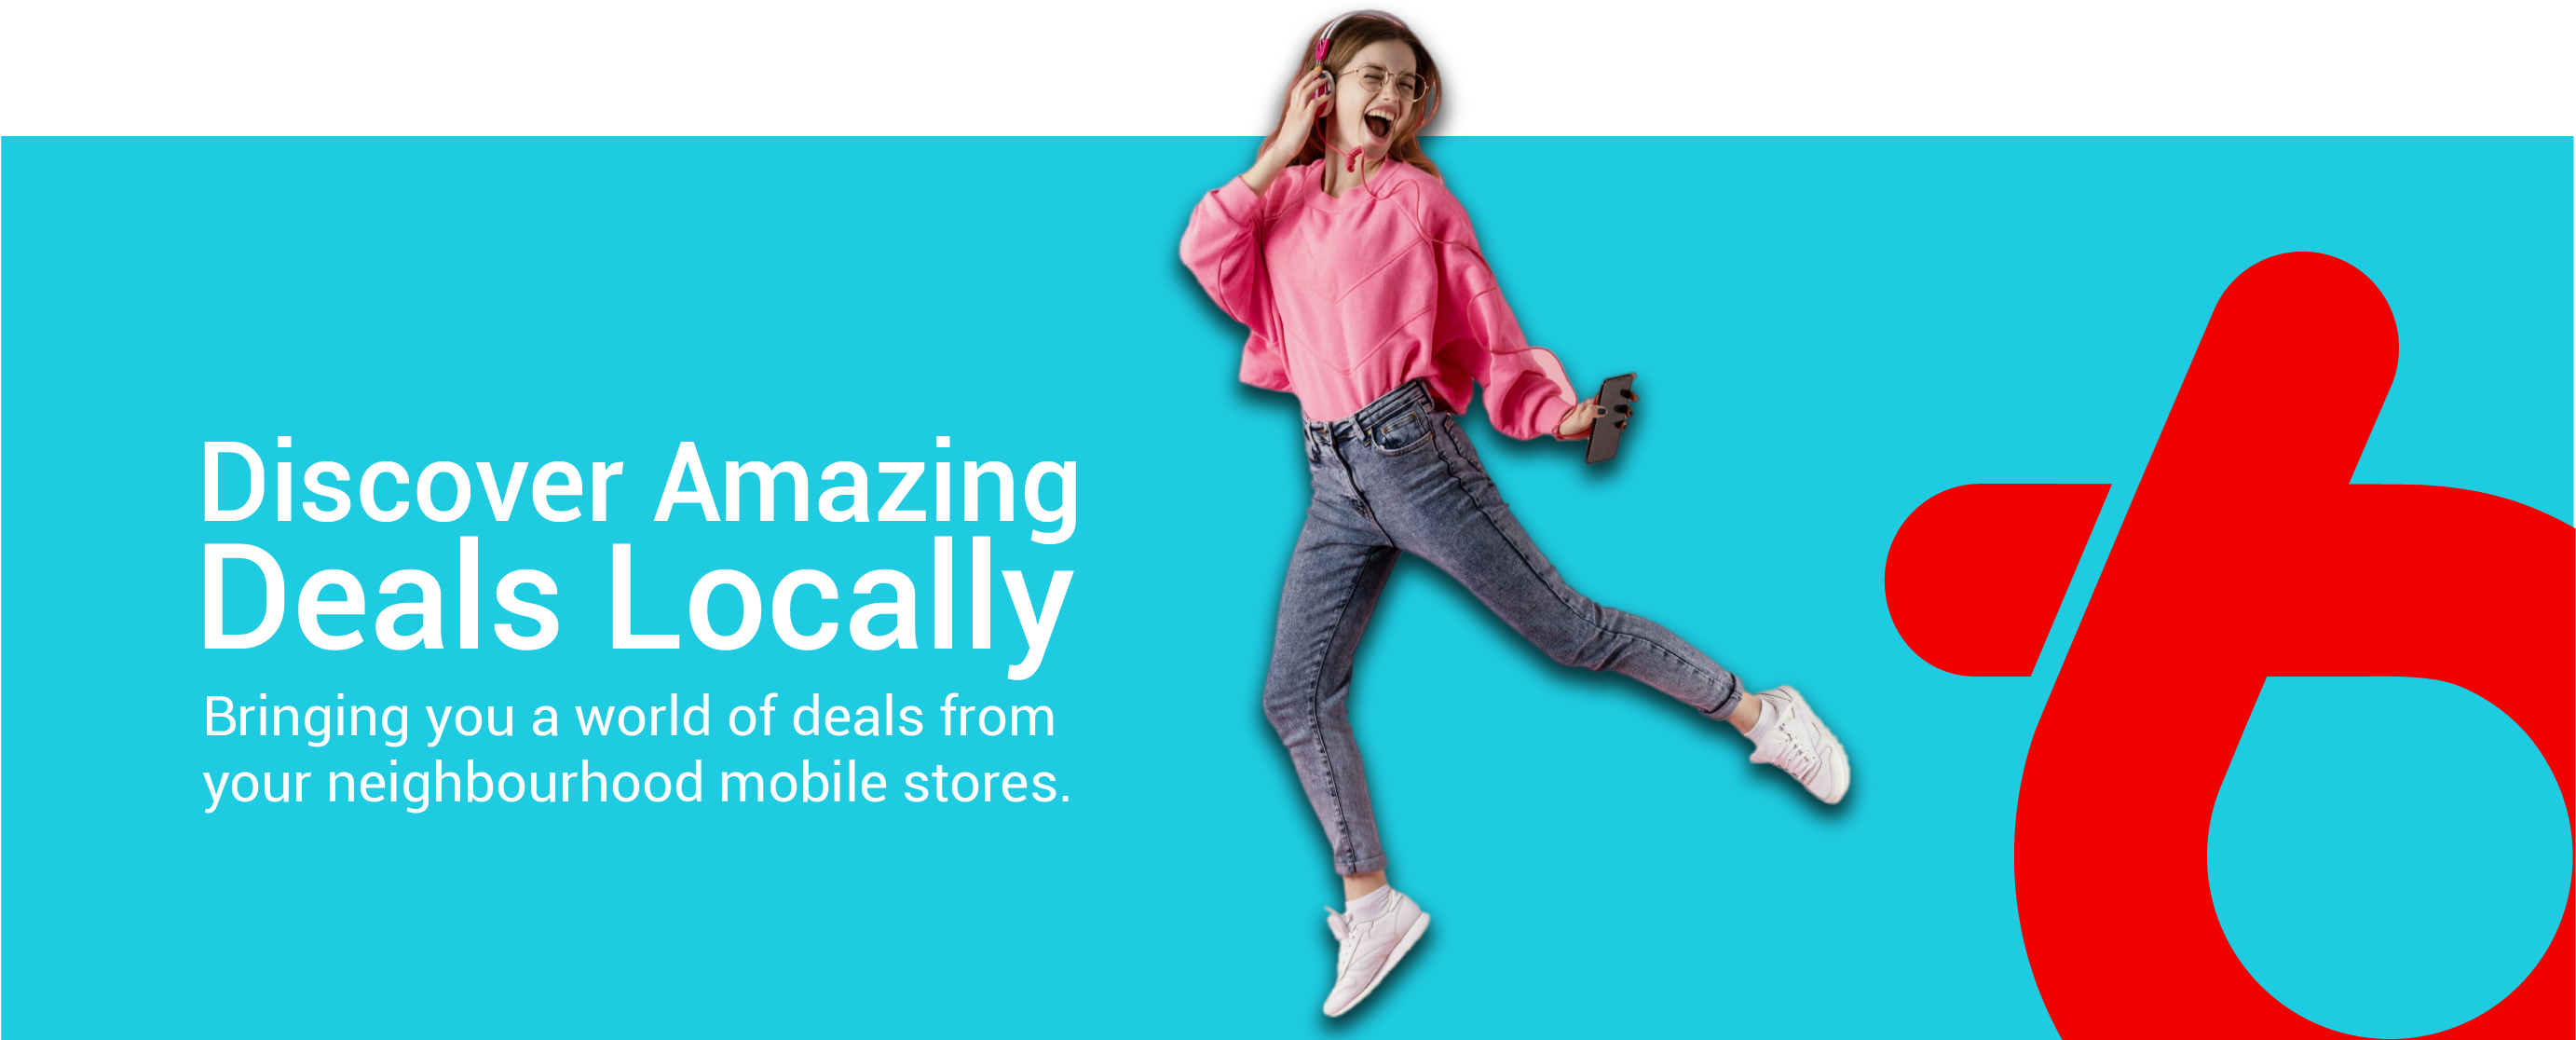 Discover Amazing
Deals Locally
Bringing you a world of deals from
your neighbourhood mobile stores.